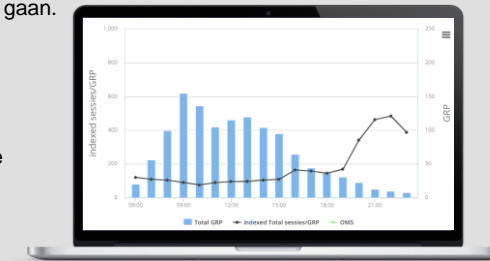 gaan.
e
1,000
800
600
400
200
0
indexed sessies/GRP
250
200
150
100
50
0
GRP
06:00 09:00 12:00 15:00 18:00 21:00
Total GRP indexed Total sessies/GRP OMS